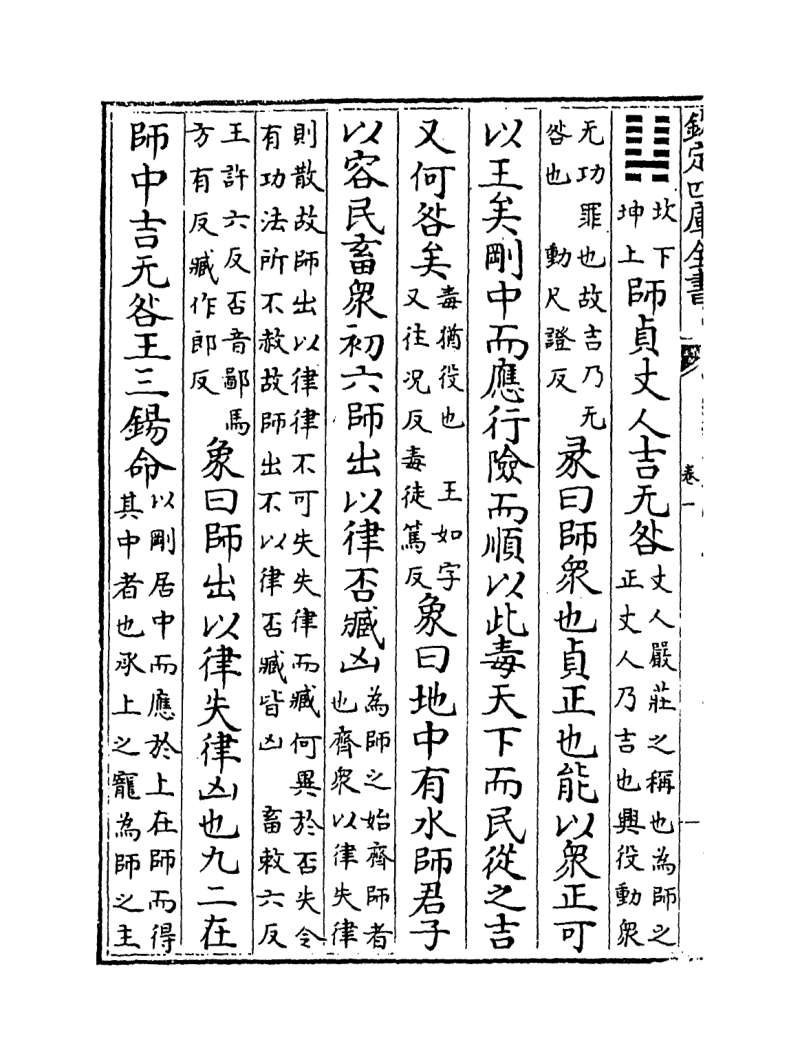 欽定四庫全書 卷一
䷆坎下坤上師貞丈人吉无咎丈人嚴莊之稱也為師之正丈人乃吉也興役動衆
无功罪也故吉乃无咎也 動尺證反彖曰師衆也貞正也能以衆正可
以王矣剛中而應行險而順以此毒天下而民從之吉
又何咎矣毒猶役也 王如字又往況反毒徒篤反象曰地中有水師君子
以容民畜衆初六師出以律否臧凶為師之始齊師者也齊衆以律失律
則散故師出以律律不可失失律而臧何異於否失令有功法所不赦故師出不以律否臧皆凶 畜敕六反
王許六反否音鄙馬方有反臧作郎反象曰師出以律失律凶也九二在
師中吉无咎王三錫命以剛居中而應於上在師而得其中者也承上之寵為師之主